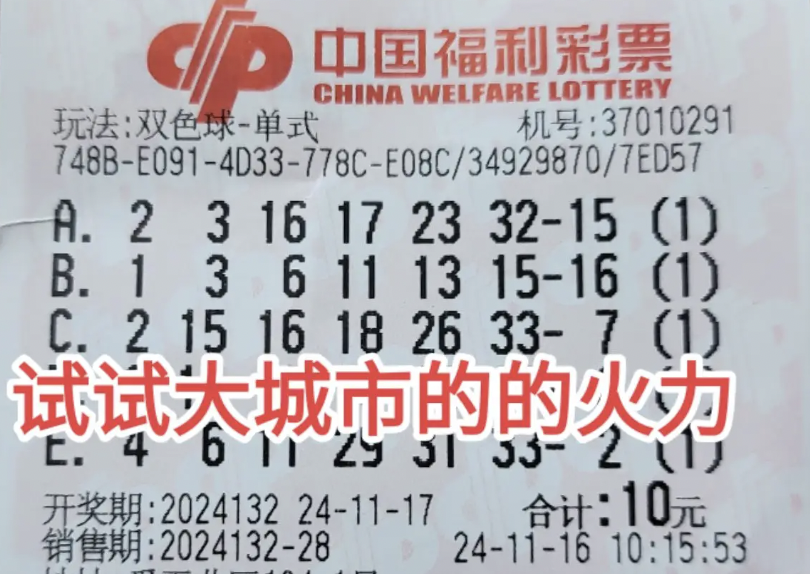 中国福利彩票
CHINA WELFARE LOTTERY
玩法:双色球-单式 机号:37010291
748B-E091-4D33-778C-E08C/34929870/7ED57
A. 2 3 16 17 23 32-15 (1)
B. 1 3 6 11 13 15-16 (1)
C. 2 15 16 18 26 33- 7 (1)
试试大城市的的火力
E. 4 6 11 29 31 33- 2 (1)
开奖期:2024132 24-11-17 合计:10元
销售期:2024132-28 24-11-16 10:15:53